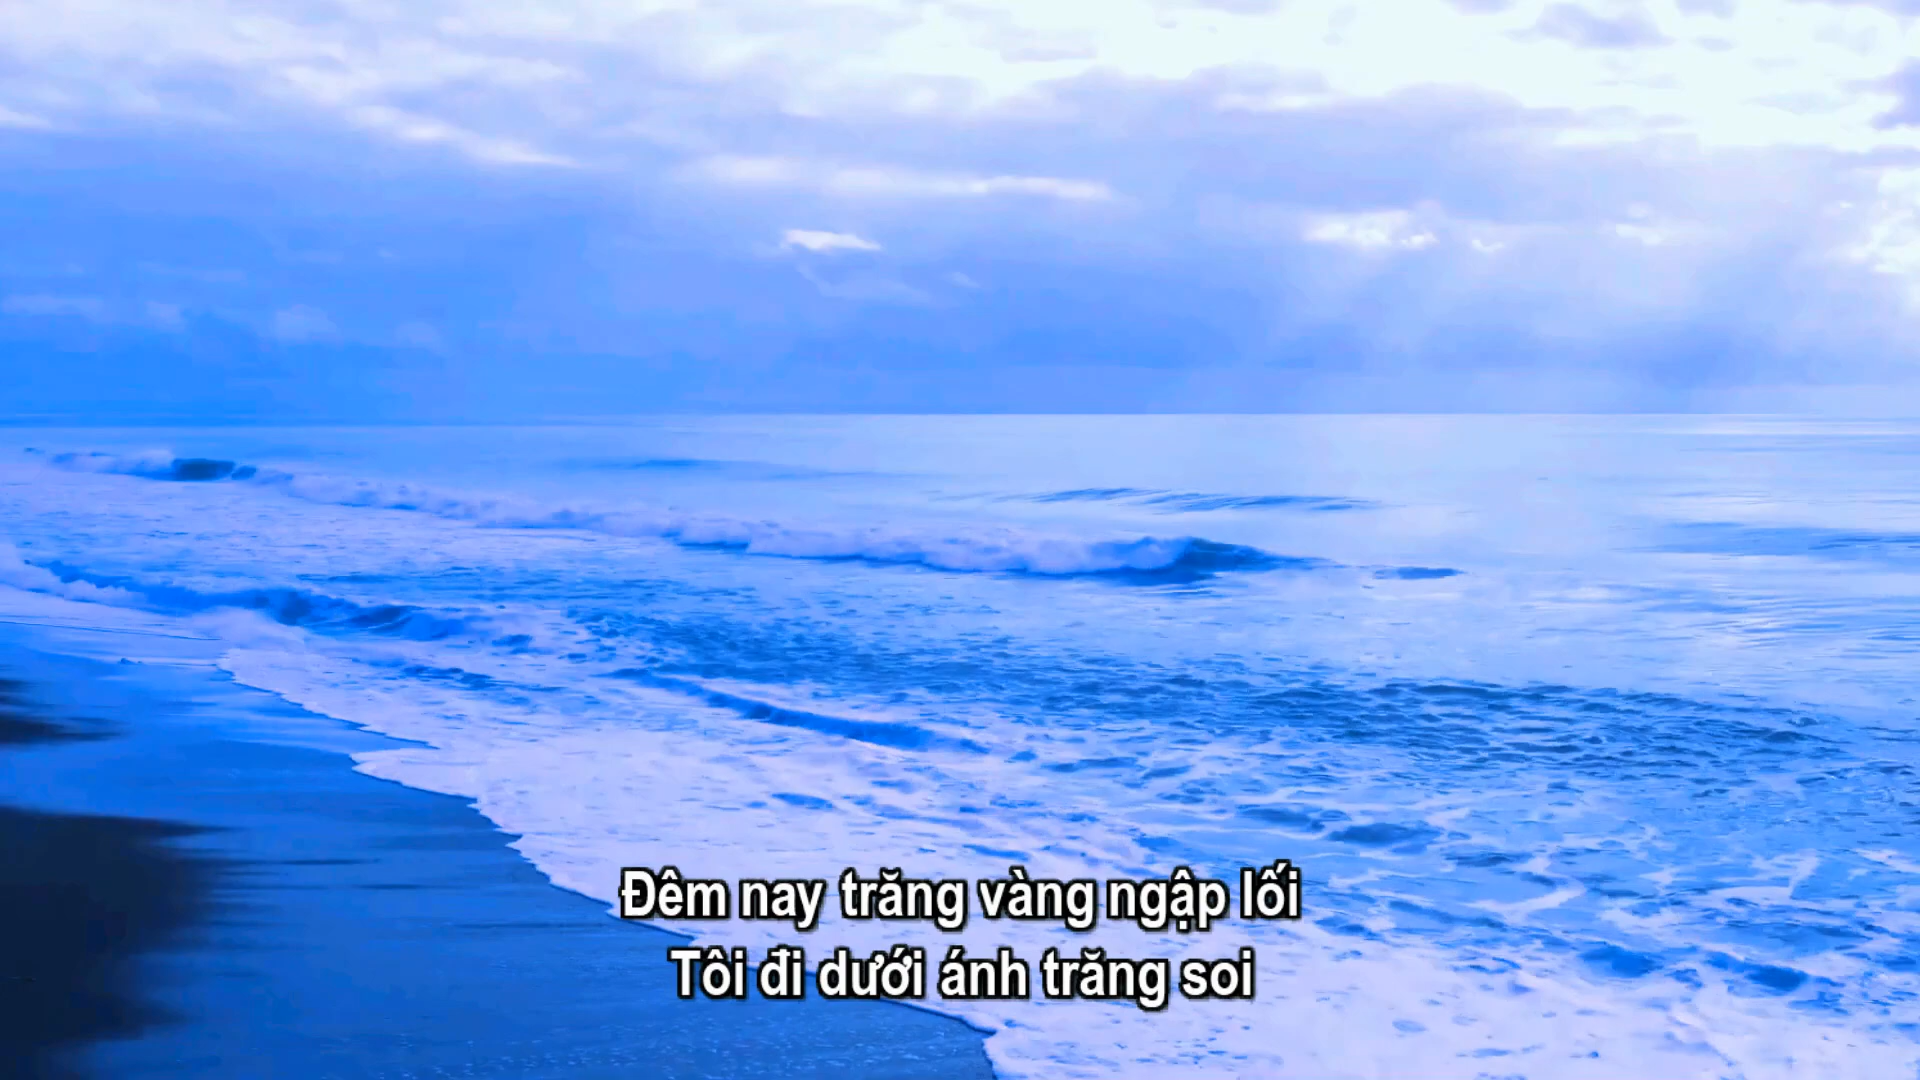 Đêm nay trăng vàng ngập lối
Tôi đi dưới ánh trăng soi